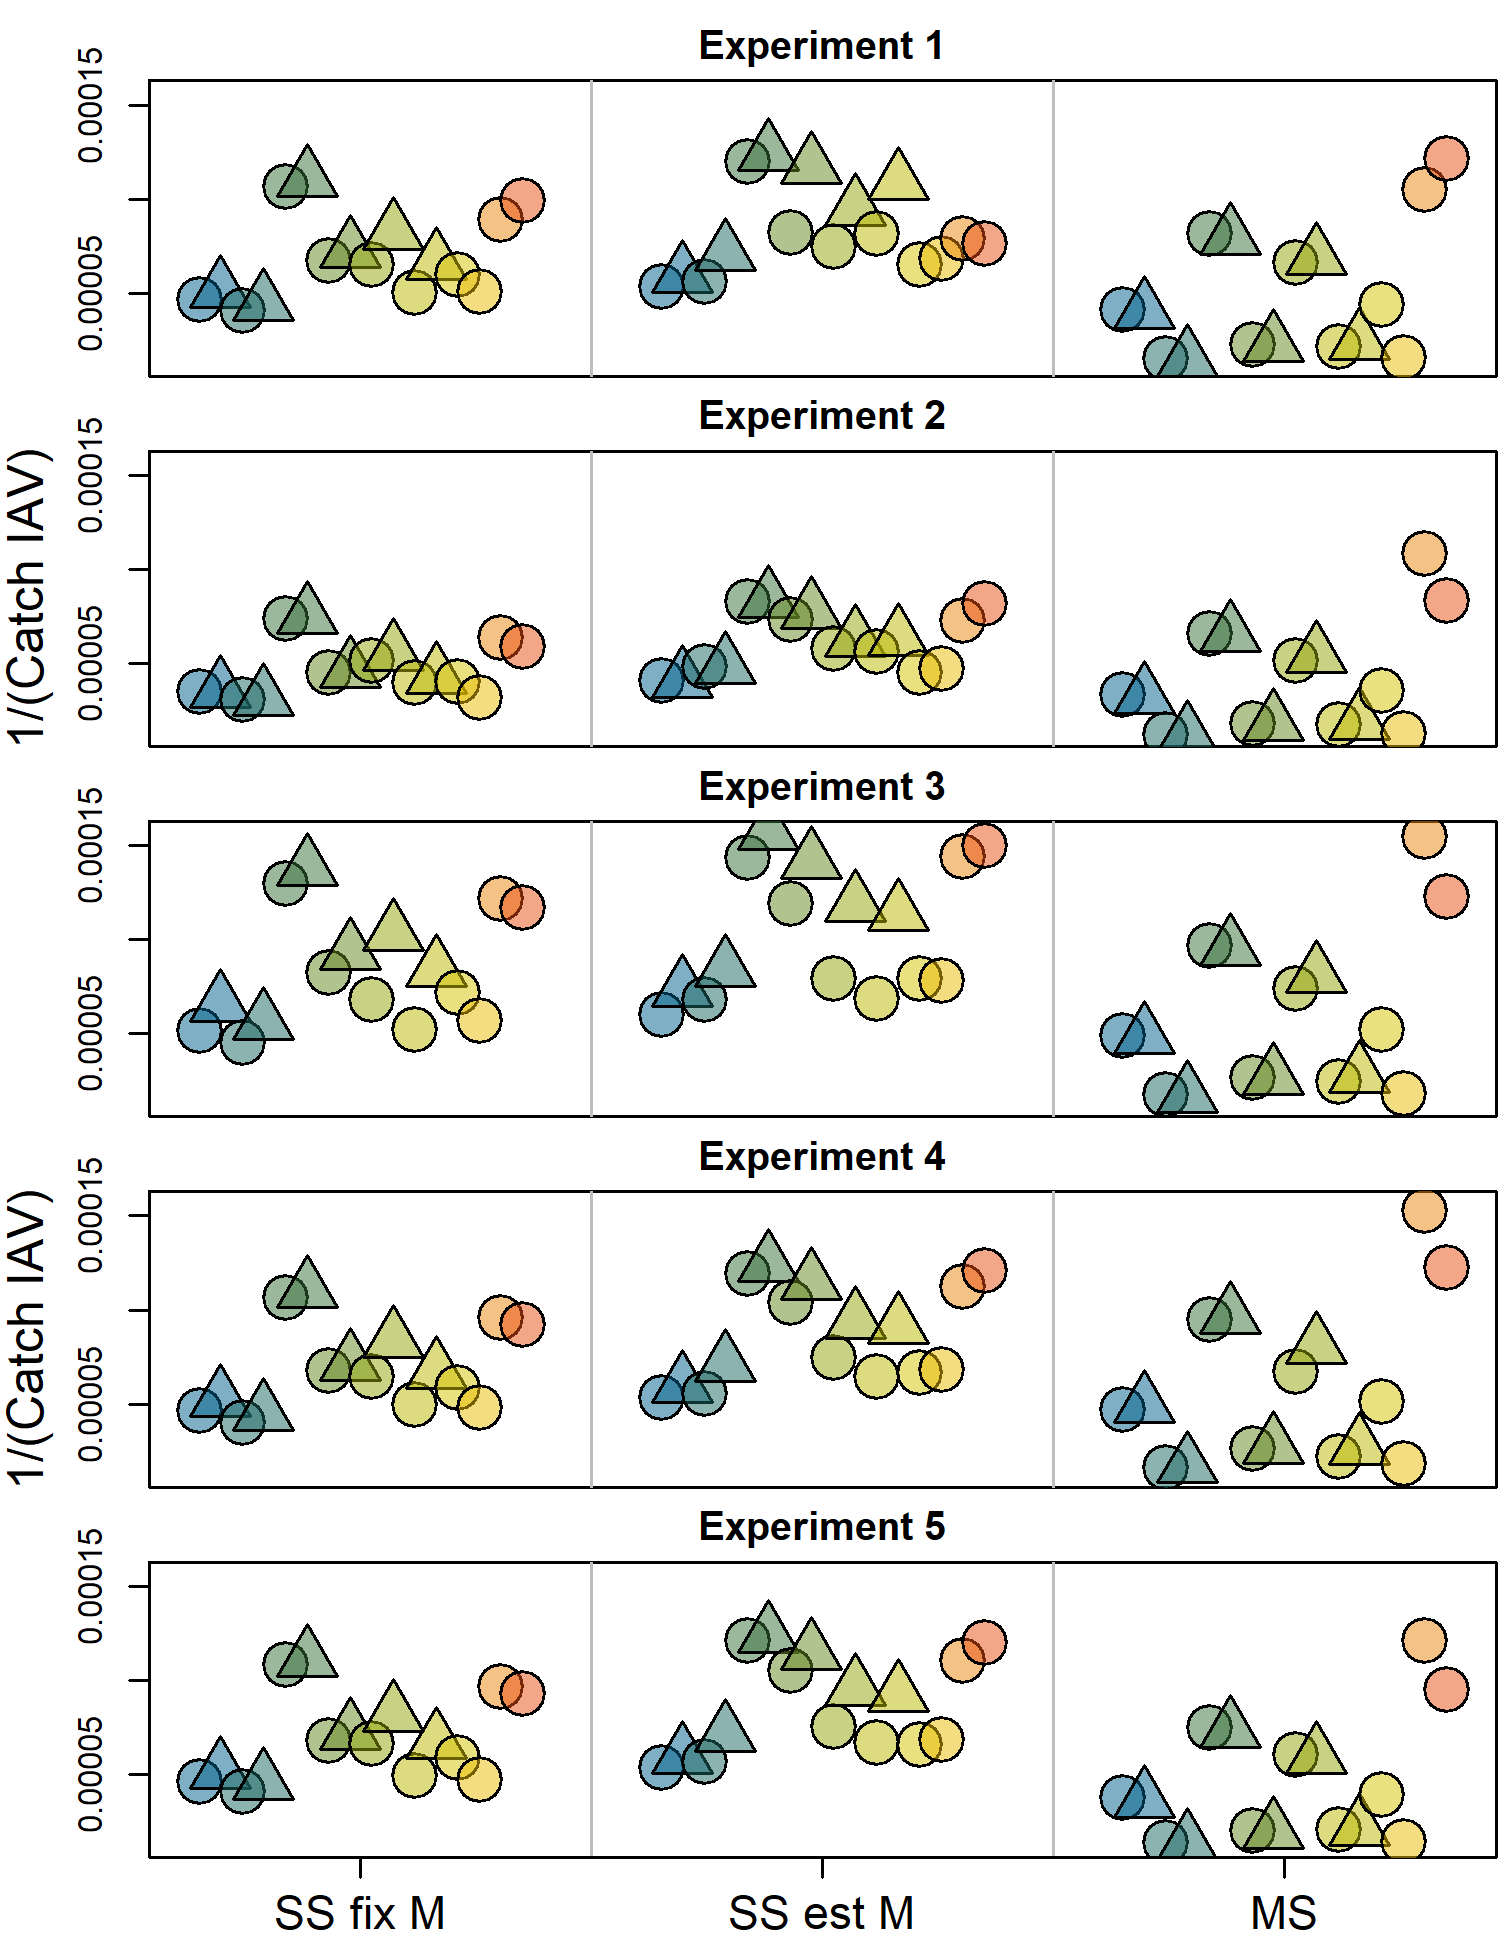 Experiment 1
0.00015
0.00005
Experiment 2
0.00015
0.00005
1/(Catch IAV)
Experiment 3
0.00015
0.00005
Experiment 4
0.00015
0.00005
1/(Catch IAV)
Experiment 5
0.00015
0.00005
SS fix M
SS est M
MS